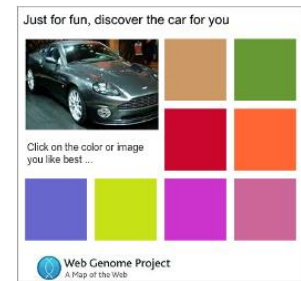 Just for fun, discover the car for you
Click on the color or image
you like best ...
Web Genome Project
A Map of the Web